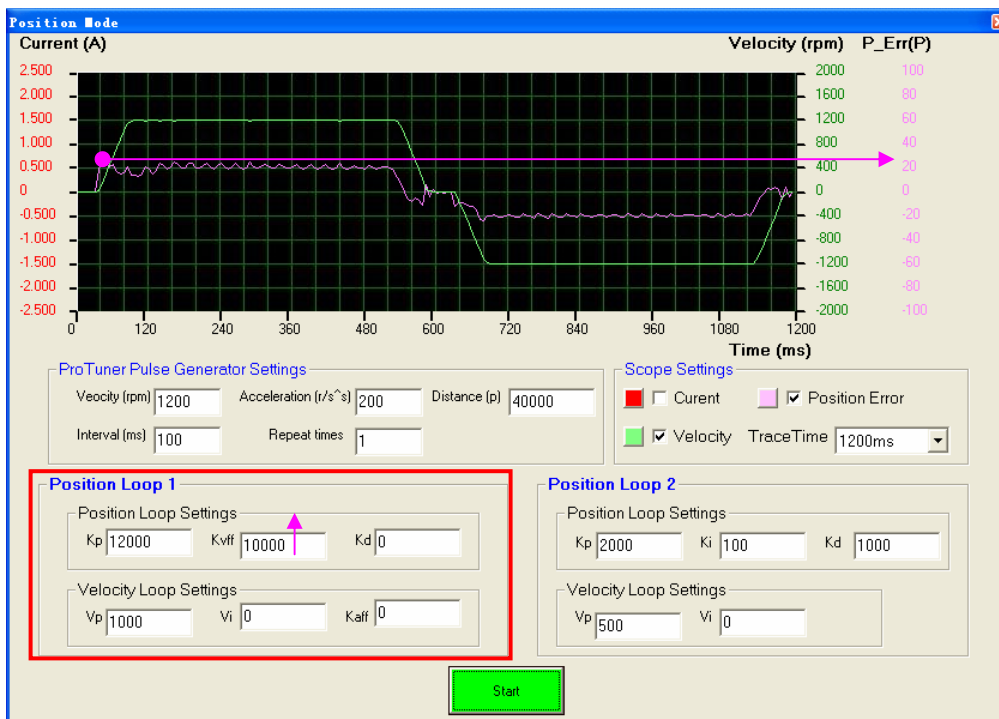 Position Mode
Current (A) Velocity (rpm) P_Err(P)
2.500 2000 100
2.000 1600 80
1.500 1200 60
1.000 800 40
0.500 400 20
0 0 0
-0.500 -400 -20
-1.000 -800 -40
-1.500 -1200 -60
-2.000 -1600 -80
-2.500 -2000 -100
0 120 240 360 480 600 720 840 960 1080 1200
Time (ms)
ProTuner Pulse Generator Settings
Veocity (rpm) 1200 Acceleration (r/s^s) 200 Distance (p) 40000
Interval (ms) 100 Repeat times 1
Scope Settings
Curent Position Error
Velocity TraceTime 1200ms
Position Loop 1
Position Loop Settings
Kp 12000 Kvff 10000 Kd 0
Velocity Loop Settings
Vp 1000 Vi 0 Kaff 0
Position Loop 2
Position Loop Settings
Kp 2000 Ki 100 Kd 1000
Velocity Loop Settings
Vp 500 Vi 0
Start